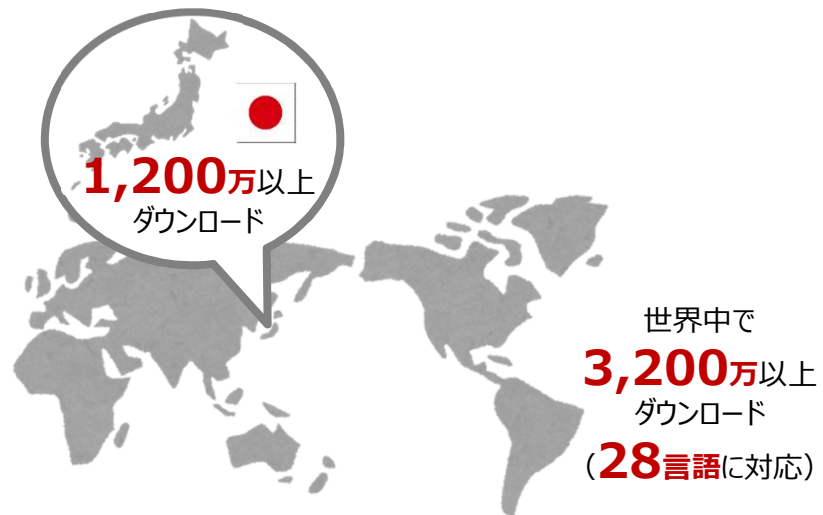 1,200万以上
ダウンロード
世界中で
3,200万以上
ダウンロード
（28言語に対応）